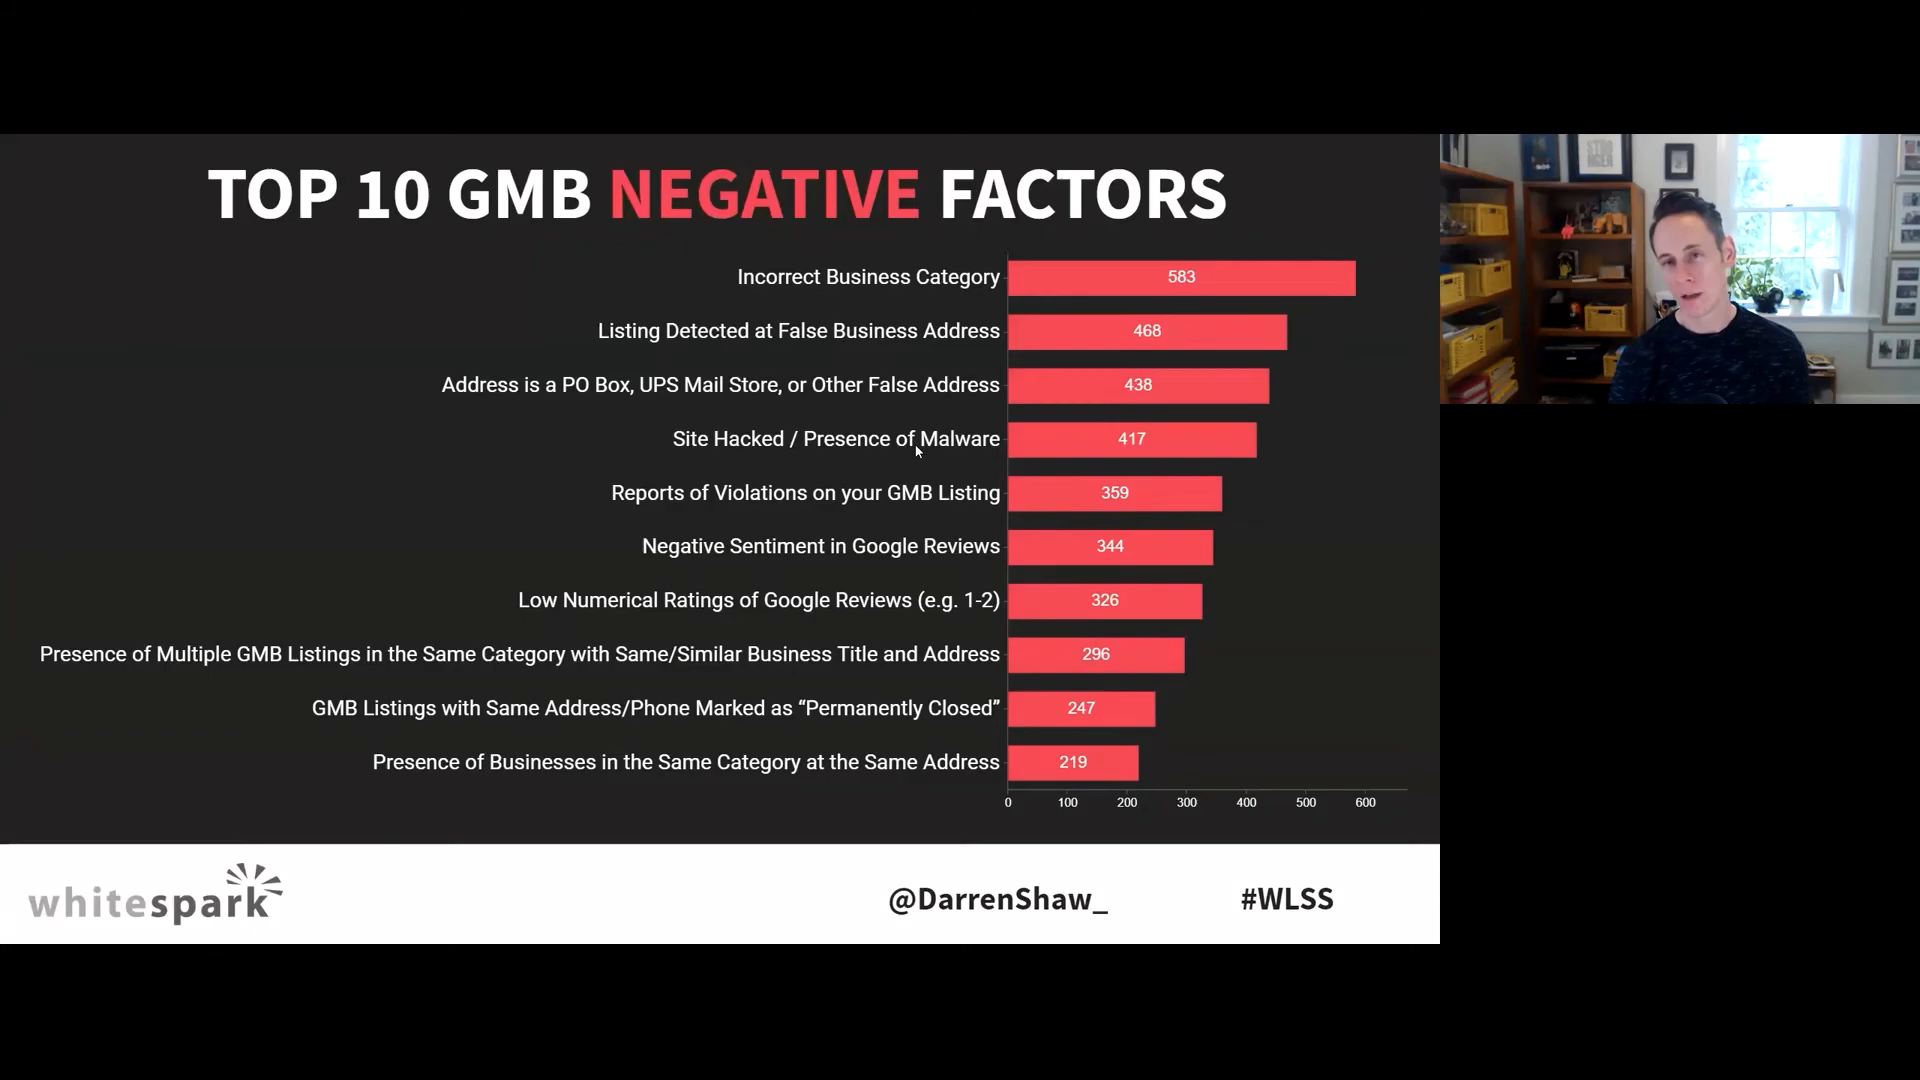 TOP 10 GMB NEGATIVE FACTORS
Incorrect Business Category 583
Listing Detected at False Business Address 468
Address is a PO Box, UPS Mail Store, or Other False Address 438
Site Hacked / Presence of Malware 417
Reports of Violations on your GMB Listing 359
Negative Sentiment in Google Reviews 344
Low Numerical Ratings of Google Reviews (e.g. 1-2) 326
Presence of Multiple GMB Listings in the Same Category with Same/Similar Business Title and Address 296
GMB Listings with Same Address/Phone Marked as “Permanently Closed” 247
Presence of Businesses in the Same Category at the Same Address 219
0 100 200 300 400 500 600
whitespark @DarrenShaw_ #WLSS